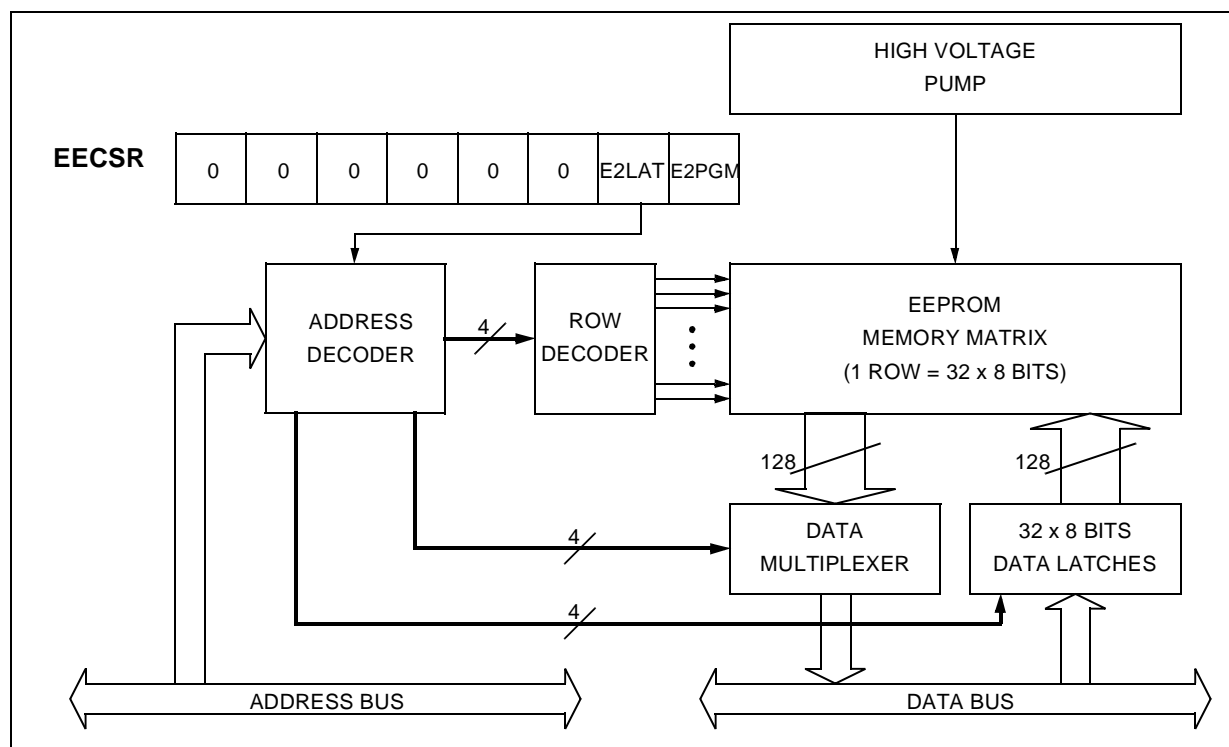 HIGH VOLTAGE
PUMP
EECSR
0 0 0 0 0 0 E2LAT E2PGM
ADDRESS
DECODER
4
ROW
DECODER
EEPROM
MEMORY MATRIX
(1 ROW = 32 x 8 BITS)
128
128
4
DATA
MULTIPLEXER
32 x 8 BITS
DATA LATCHES
4
ADDRESS BUS
DATA BUS